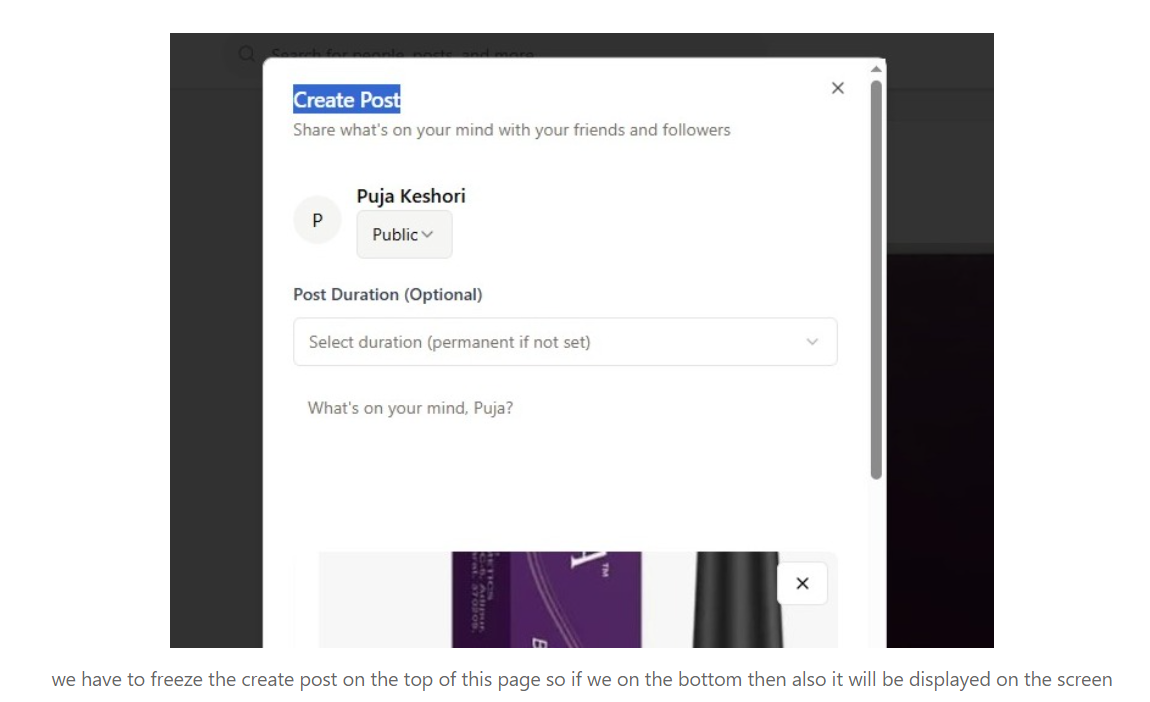 Search for people, posts, and more
Create Post
Share what's on your mind with your friends and followers
Puja Keshori
P
Public
Post Duration (Optional)
Select duration (permanent if not set)
What's on your mind, Puja?
A™
we have to freeze the create post on the top of this page so if we on the bottom then also it will be displayed on the screen